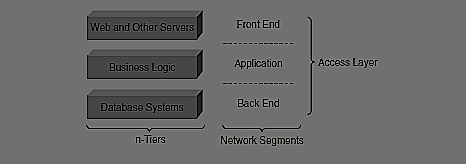 Web and Other Servers
Front End
Business Logic
Application
Access Layer
Database Systems
Back End
n-Tiers
Network Segments